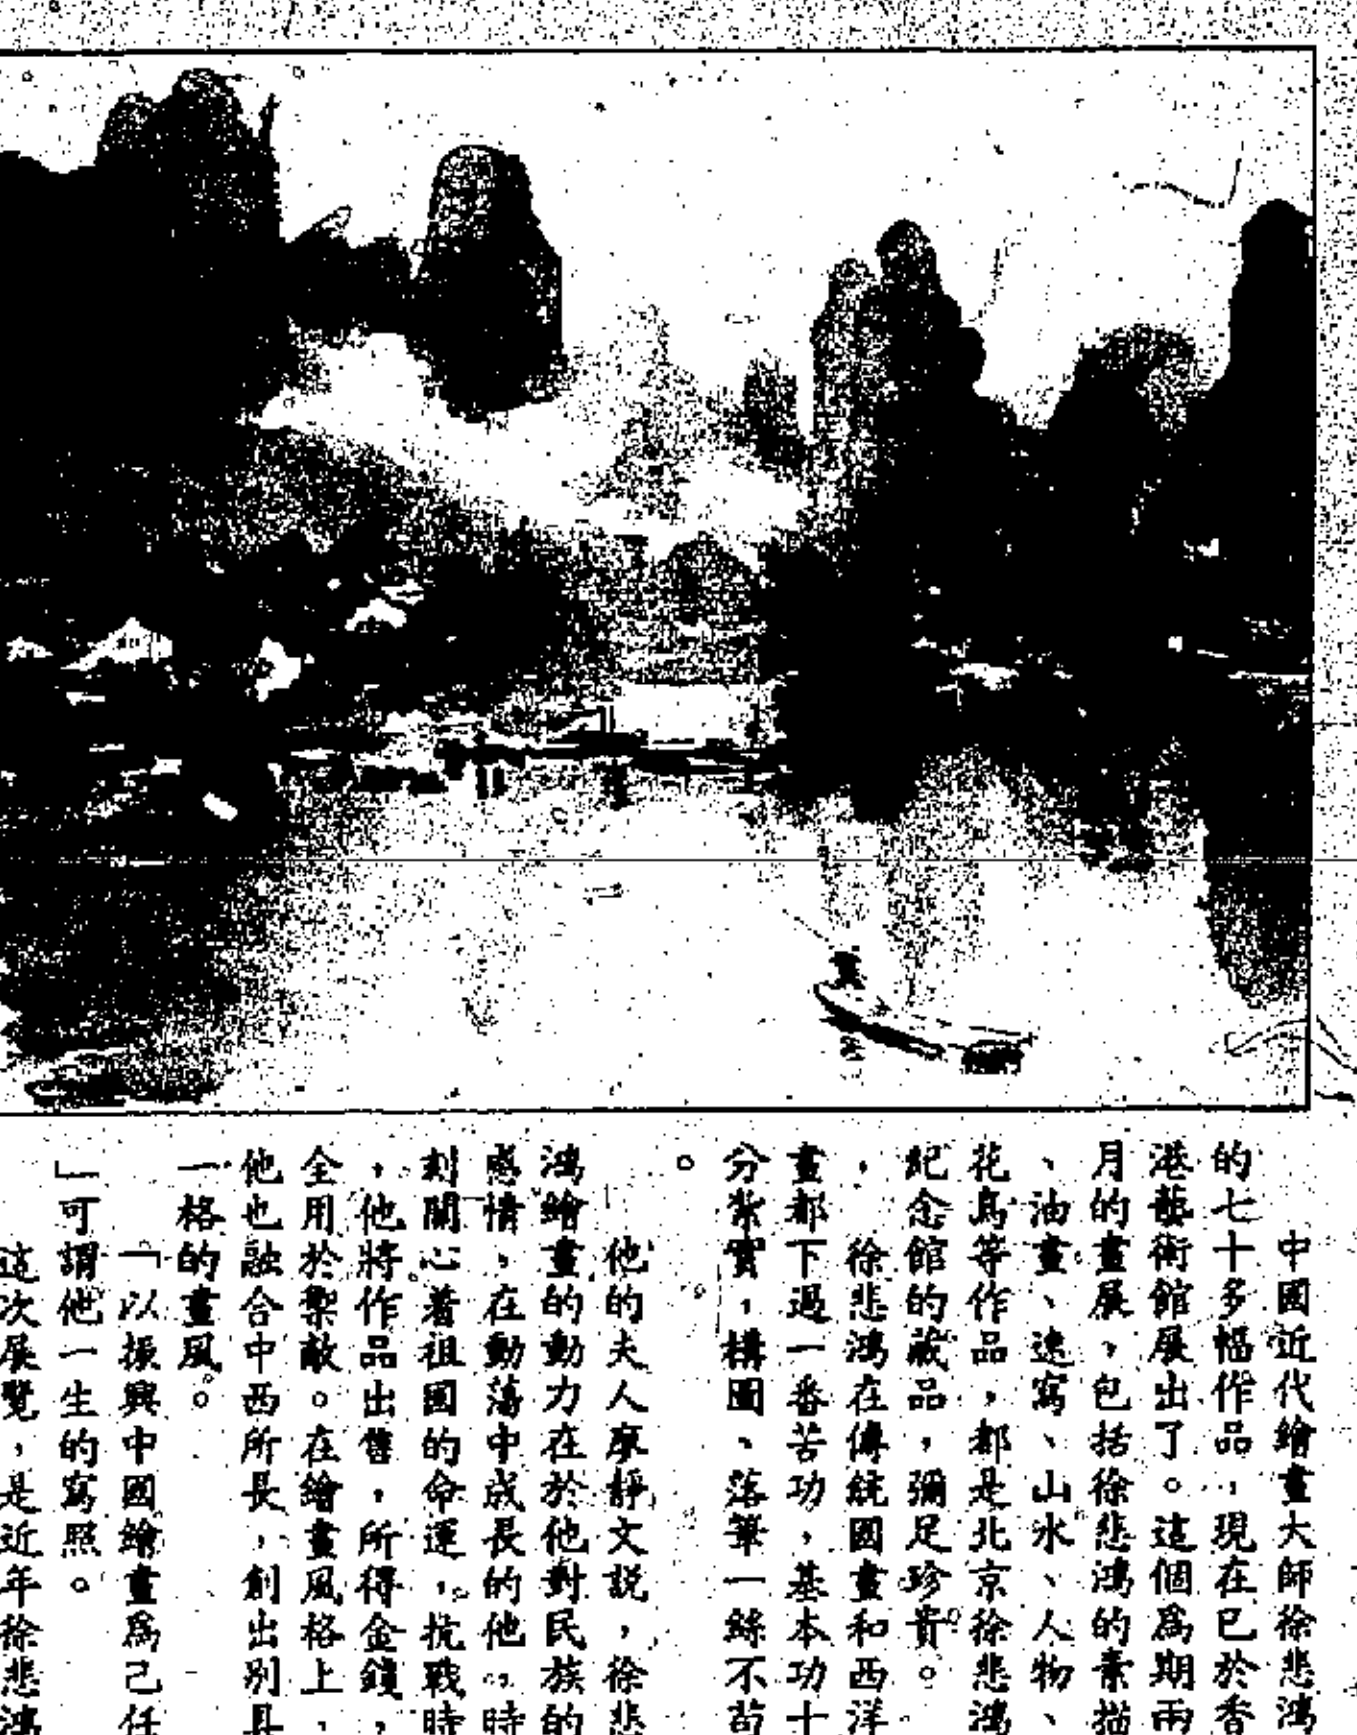 中國近代繪畫大師徐悲鴻
的七十多幅作品，現在已於香
港藝術館展出了。這個爲期兩
月的畫展，包括徐悲鴻的素描
、油畫、速寫、山水、人物、
花鳥等作品，都是北京徐悲鴻
紀念館的藏品，彌足珍貴。
徐悲鴻在傳統國畫和西洋
畫都下過一番苦功，基本功十
分紮實，構圖、落筆一絲不苟
。
他的夫人廖靜文説，徐悲
鴻繪畫的動力在於他對民族的
感情，在動蕩中成長的他，時
刻關心着祖國的命運，抗戰時
，他將作品出售，所得金錢，
全用於禦敵。在繪畫風格上，
他也融合中西所長，創出別具
一格的畫風。
「以振興中國繪畫爲己任
」可謂他一生的寫照。
這次展覽，是近年徐悲鴻